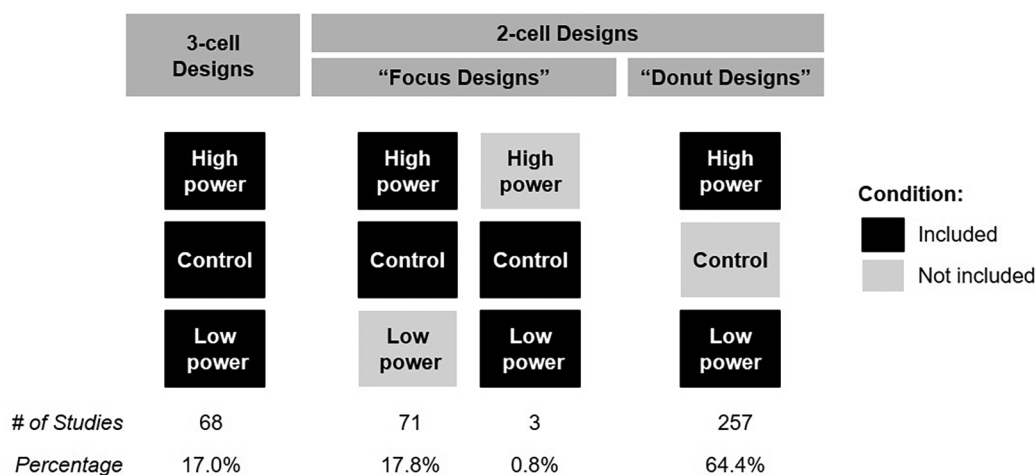 3-cell
Designs
2-cell Designs
“Focus Designs”
“Donut Designs”
High
power
High
power
High
power
High
power
Control
Control
Control
Control
Low
power
Low
power
Low
power
Low
power
Condition:
Included
Not included
# of Studies 68 71 3 257
Percentage 17.0% 17.8% 0.8% 64.4%